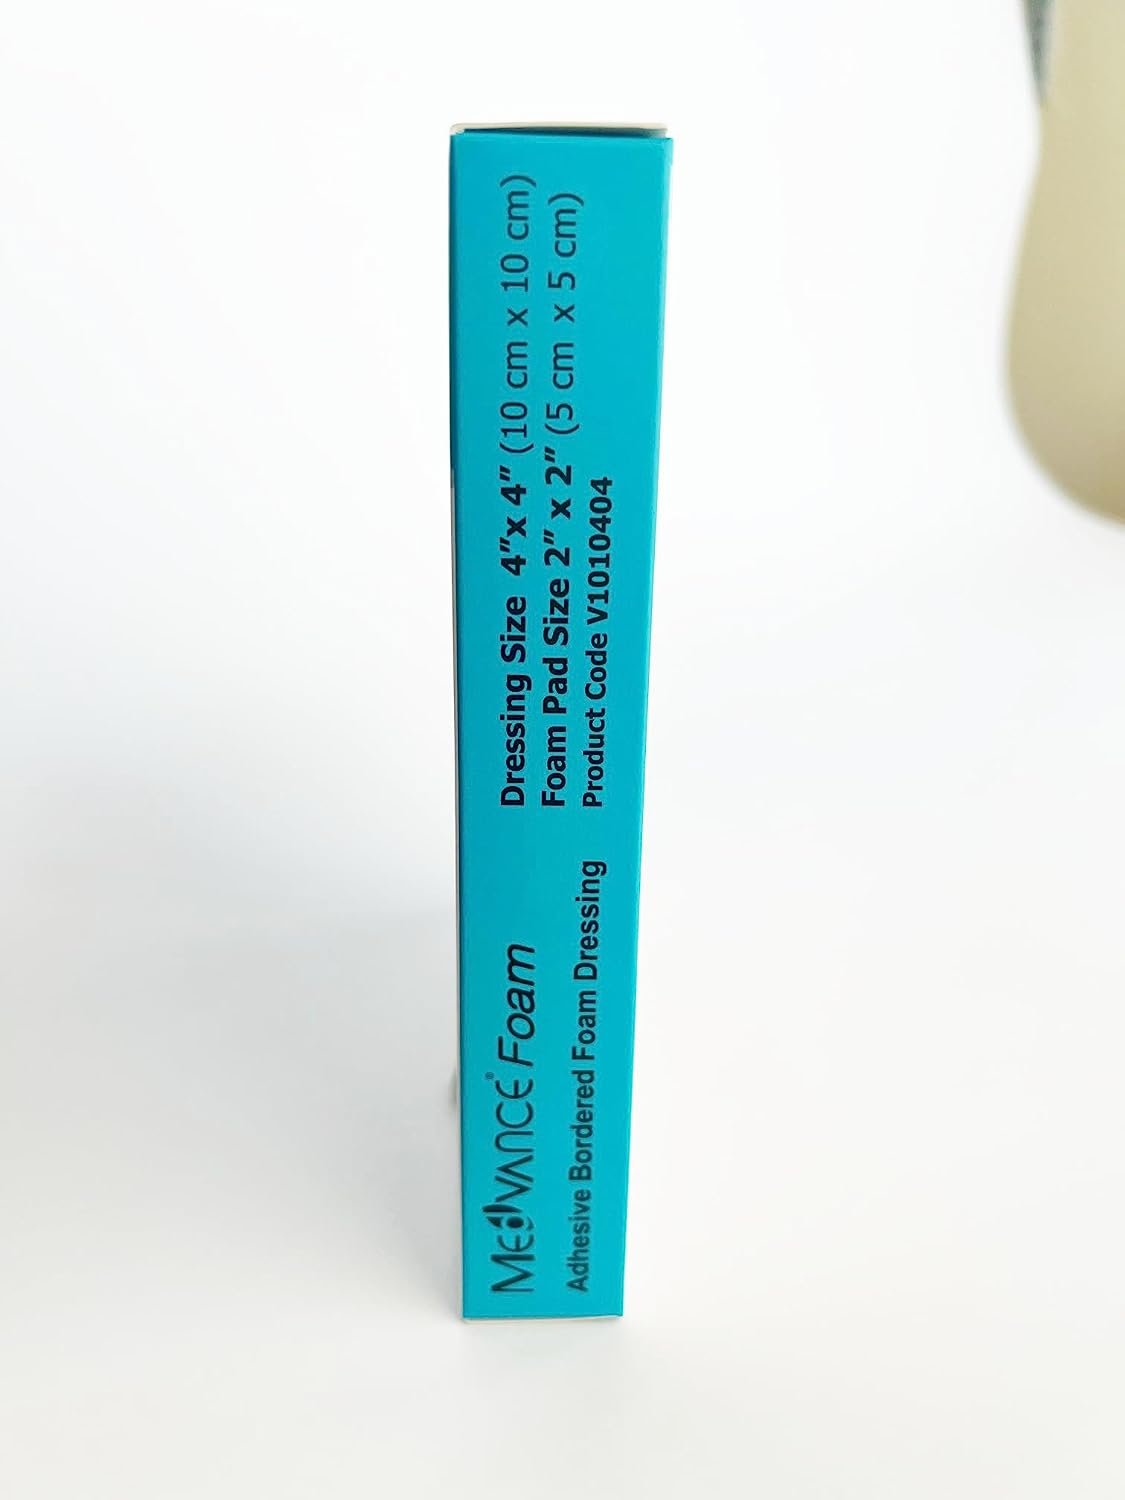 MEDVANCE® Foam
Adhesive Bordered Foam Dressing
Dressing Size 4"x 4" (10 cm x 10 cm)
Foam Pad Size 2" x 2" (5 cm x 5 cm)
Product Code V1010404